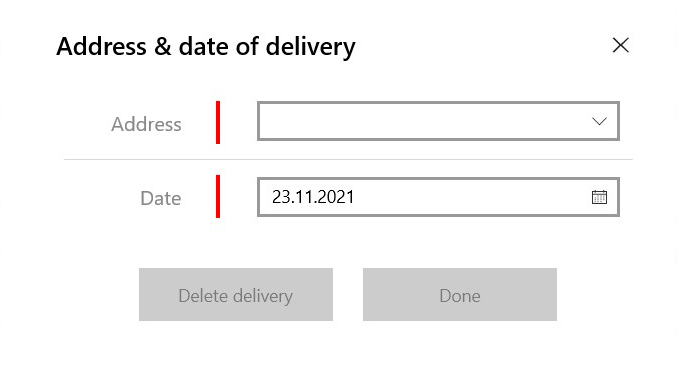 Address & date of delivery
Address
Date
23.11.2021
Delete delivery
Done